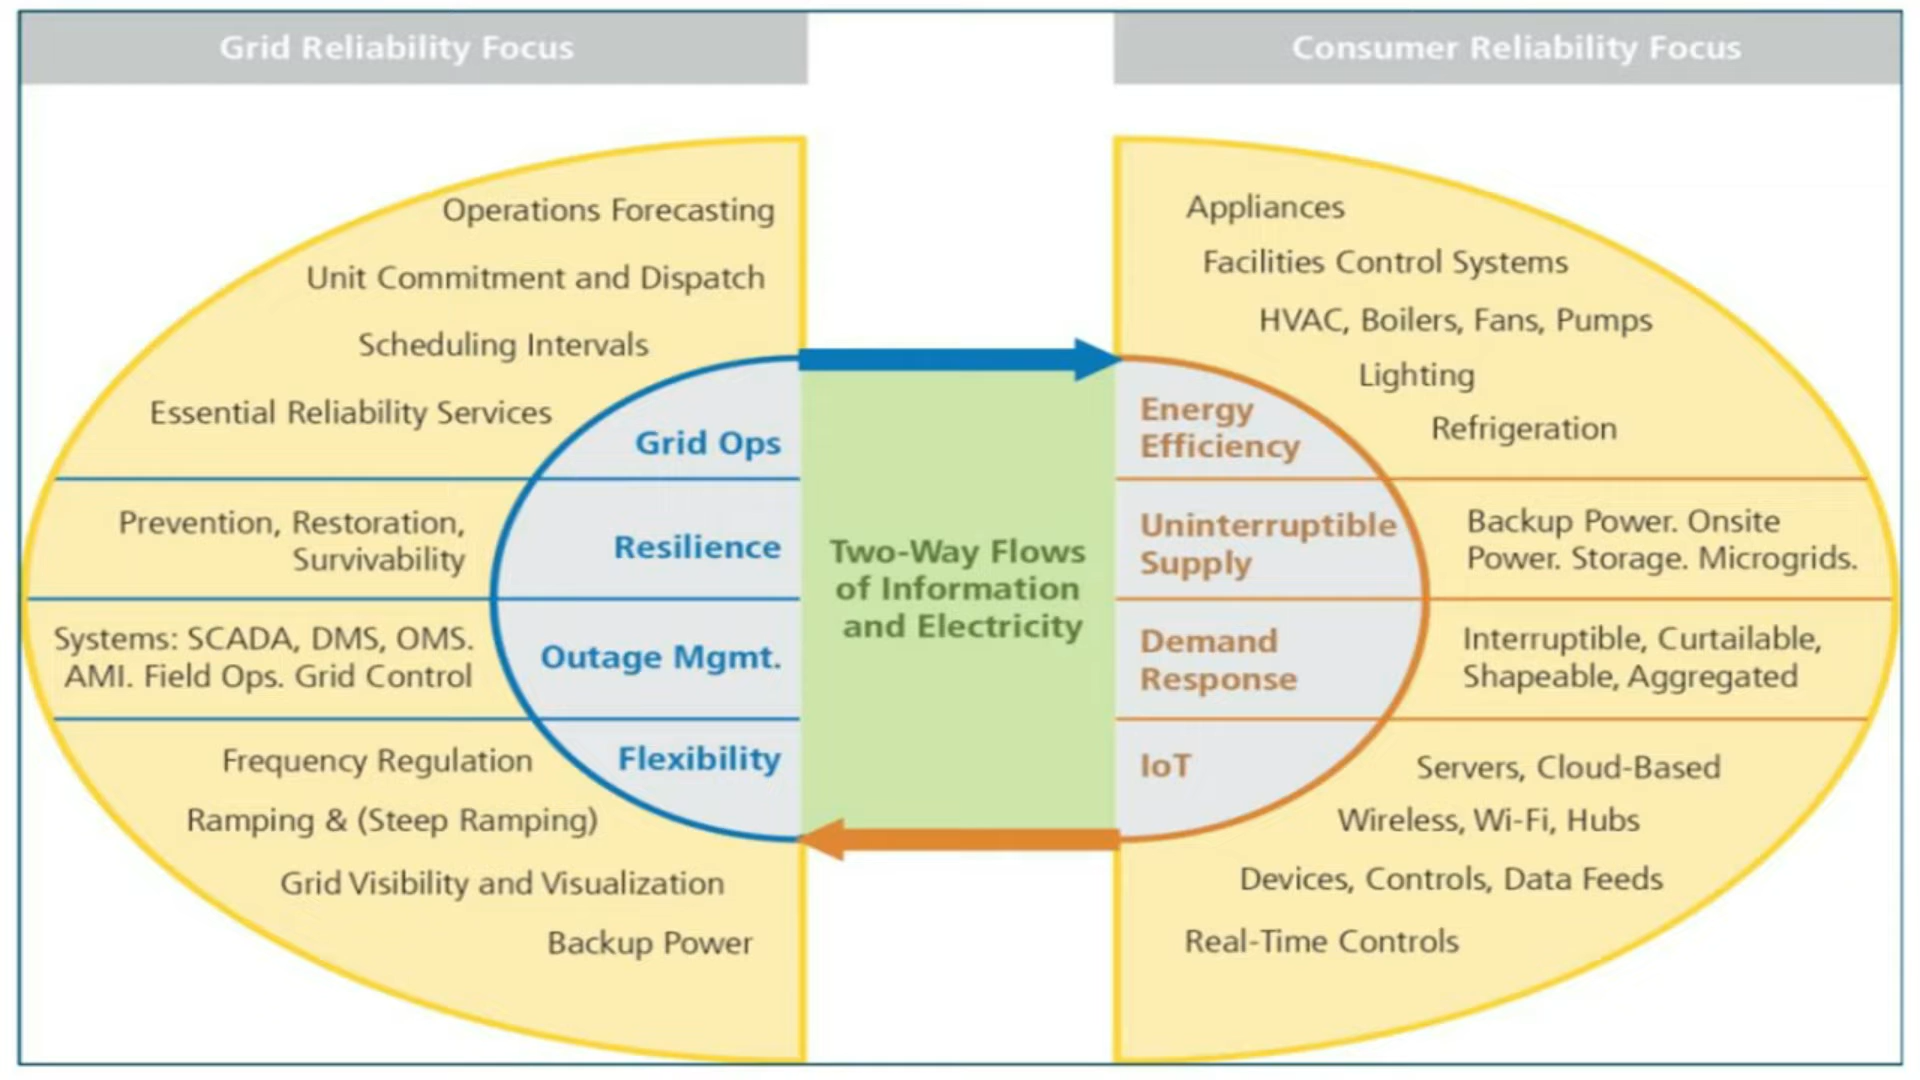 Grid Reliability Focus
Consumer Reliability Focus
Operations Forecasting
Unit Commitment and Dispatch
Scheduling Intervals
Essential Reliability Services
Grid Ops
Prevention, Restoration,
Survivability
Resilience
Systems: SCADA, DMS, OMS.
AMI. Field Ops. Grid Control
Outage Mgmt.
Flexibility
Frequency Regulation
Ramping & (Steep Ramping)
Grid Visibility and Visualization
Backup Power
Two-Way Flows
of Information
and Electricity
Appliances
Facilities Control Systems
HVAC, Boilers, Fans, Pumps
Lighting
Refrigeration
Energy
Efficiency
Uninterruptible
Supply
Backup Power. Onsite
Power. Storage. Microgrids.
Demand
Response
Interruptible, Curtailable,
Shapeable, Aggregated
IoT
Servers, Cloud-Based
Wireless, Wi-Fi, Hubs
Devices, Controls, Data Feeds
Real-Time Controls